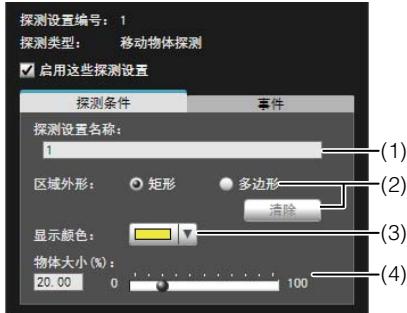 探测设置编号： 1
探测类型： 移动物体探测
启用这些探测设置
探测条件 事件
探测设置名称：
1 (1)
区域外形： 矩形 多边形 (2)
清除
显示颜色： (3)
物体大小(%)：
20.00 0 100 (4)